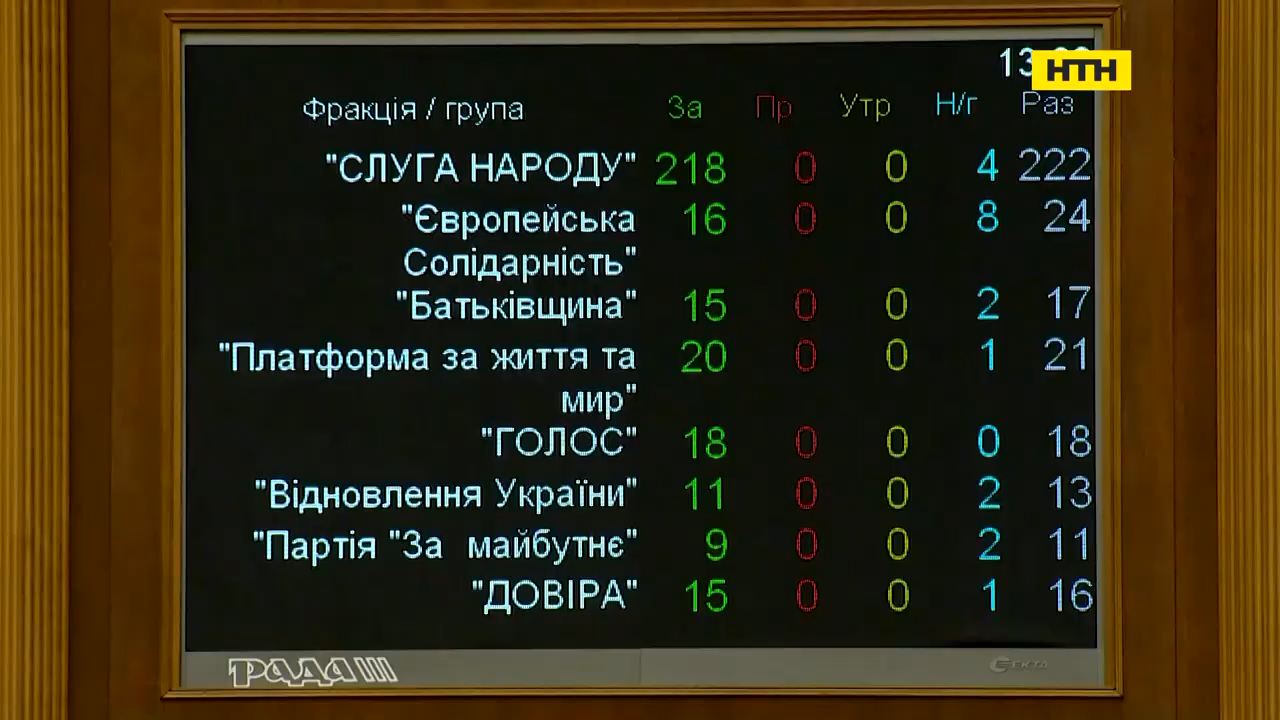 НТН
Фракція / група За Пр Утр Н/г Раз
"СЛУГА НАРОДУ" 218 0 0 4 222
"Європейська 16 0 0 8 24
Солідарність"
"Батьківщина" 15 0 0 2 17
"Платформа за життя та 20 0 0 1 21
мир"
"ГОЛОС" 18 0 0 0 18
"Відновлення України" 11 0 0 2 13
"Партія "За майбутнє" 9 0 0 2 11
"ДОВІРА" 15 0 0 1 16
РАДА III